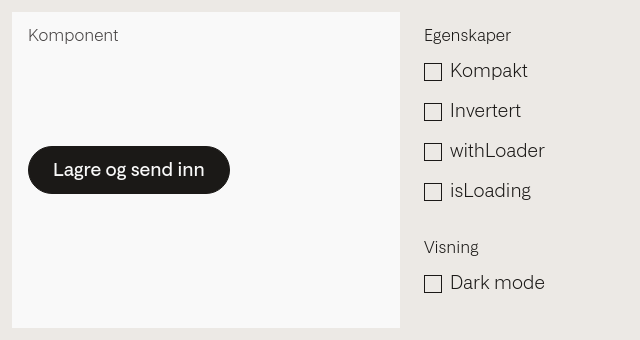 Komponent
Lagre og send inn
Egenskaper
Kompakt
Invertert
withLoader
isLoading
Visning
Dark mode